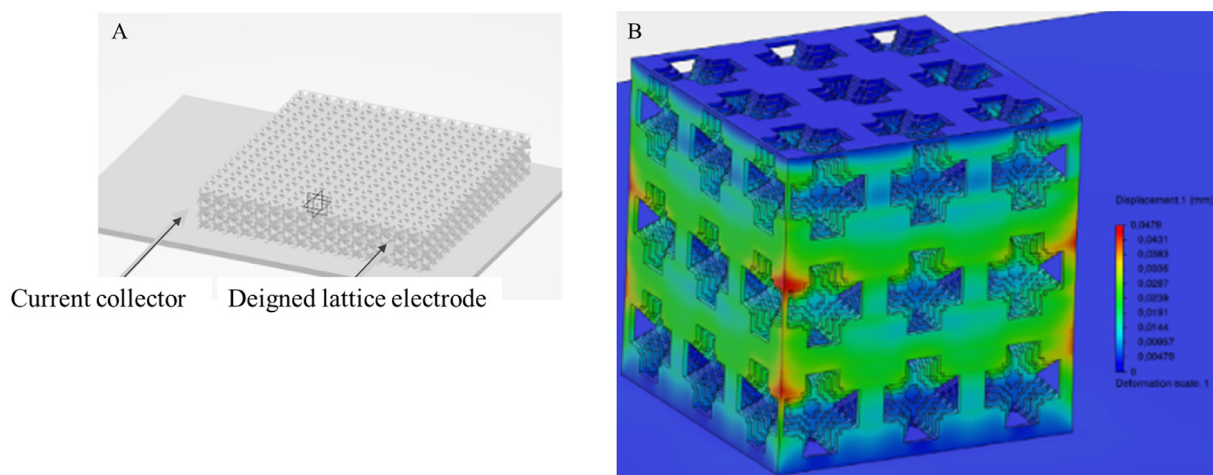 A
Current collector
Deigned lattice electrode
B
Displacement.1 (mm)
0,0479
0,0431
0,0383
0,0335
0,0287
0,0239
0,0191
0,0144
0,00957
0,00479
0
Deformation scale: 1